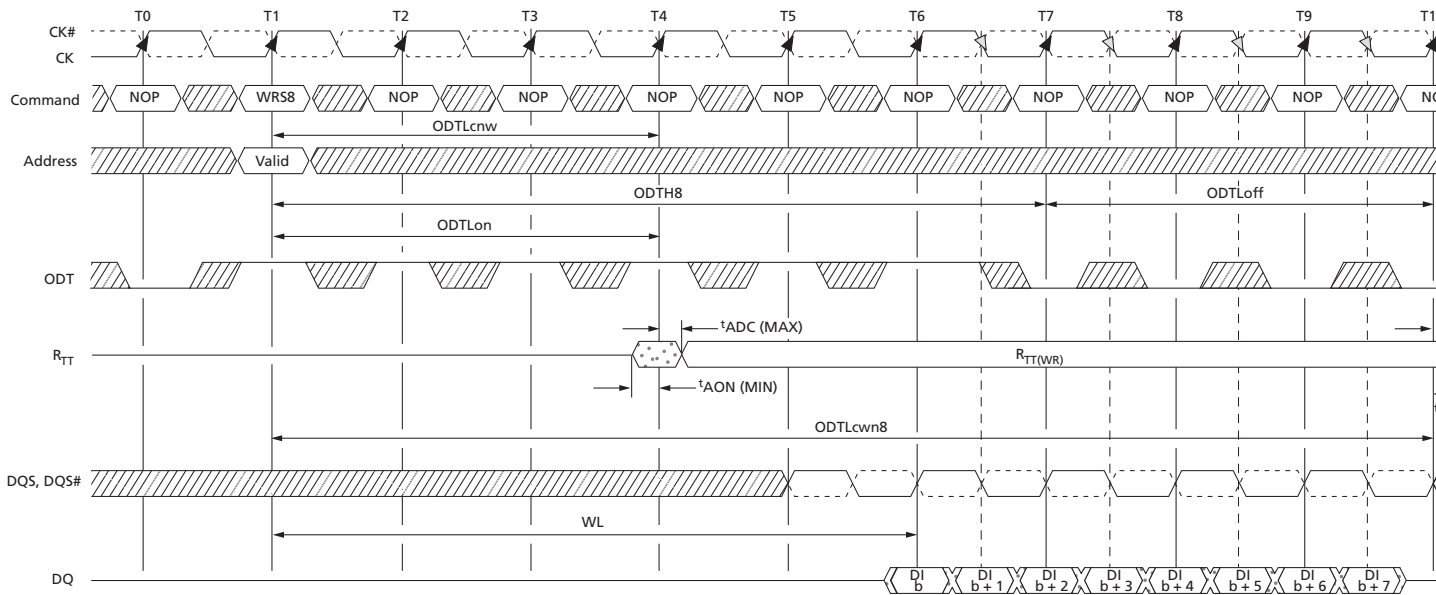 T0 T1 T2 T3 T4 T5 T6 T7 T8 T9 T1
CK#
CK
Command NOP WRS8 NOP NOP NOP NOP NOP NOP NOP NOP NO
ODTLcnw
Address Valid
ODTH8 ODTLoff
ODTLon
ODT
tADC (MAX)
RTT RTT(WR)
tAON (MIN)
t
ODTLcwn8
DQS, DQS#
WL
DQ DI b DI b + 1 DI b + 2 DI b + 3 DI b + 4 DI b + 5 DI b + 6 DI b + 7